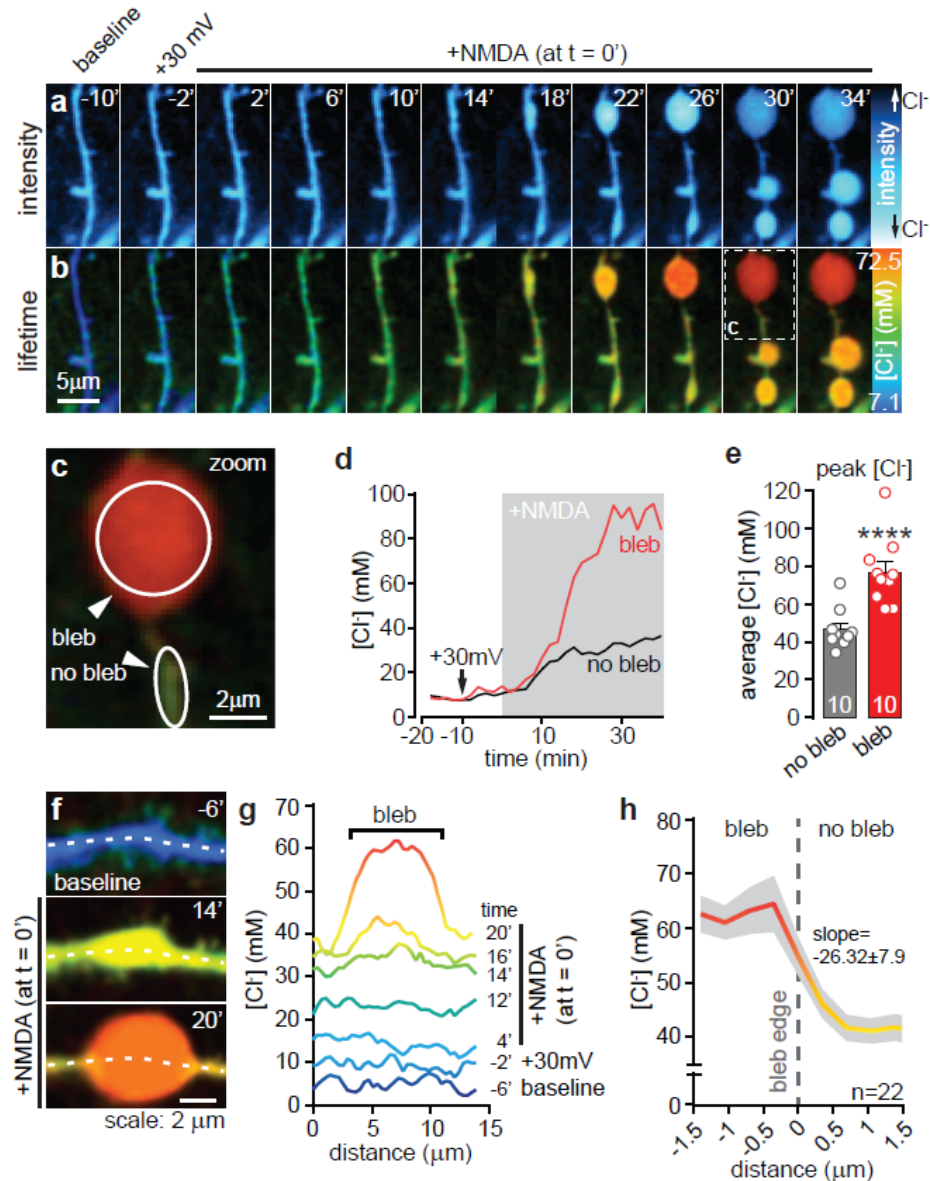 baseline
+30 mV
+NMDA (at t = 0’)
a
-10’ -2’ 2’ 6’ 10’ 14’ 18’ 22’ 26’ 30’ 34’
intensity
intensity
Cl-
Cl-
b
lifetime
5μm
c
72.5
[Cl-] (mM)
7.1
c
zoom
bleb
no bleb
2μm
d
100
80
60
40
20
0
[Cl-] (mM)
+NMDA
bleb
no bleb
+30mV
-20 -10 10 30
time (min)
e
peak [Cl-]
120
100
80
60
40
20
0
average [Cl-] (mM)
****
10 10
no bleb bleb
f
-6’
baseline
14’
20’
+NMDA (at t = 0’)
scale: 2 μm
g
70
60
50
40
30
20
10
0
[Cl-] (mM)
bleb
time
20’
16’
14’
12’
4’
-2’ +30mV
-6’ baseline
+NMDA
(at t = 0’)
0 5 10 15
distance (μm)
h
bleb
no bleb
80
70
60
50
40
0
[Cl-] (mM)
slope=
-26.32±7.9
bleb edge
n=22
-1.5 -1 -0.5 0 0.5 1 1.5
distance (μm)